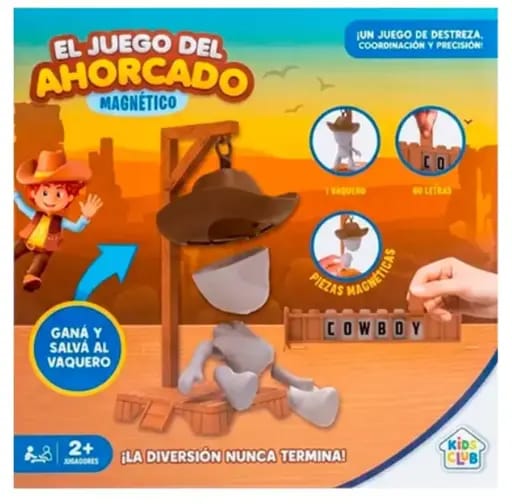 EL JUEGO DEL
AHORCADO
MAGNÉTICO
¡UN JUEGO DE DESTREZA,
COORDINACIÓN Y PRECISIÓN!
1 VAQUERO
60 LETRAS
C O
PIEZAS MAGNÉTICAS
COWBOY
GANÁ Y
SALVÁ AL
VAQUERO
2+
JUGADORES
¡LA DIVERSIÓN NUNCA TERMINA!
KIDS
CLUB